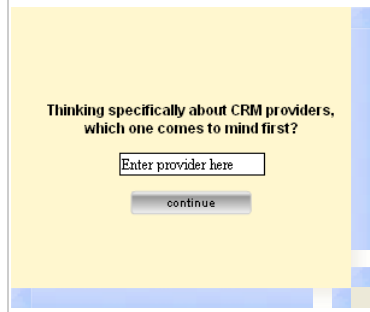 Thinking specifically about CRM providers,
which one comes to mind first?
Enter provider here
continue